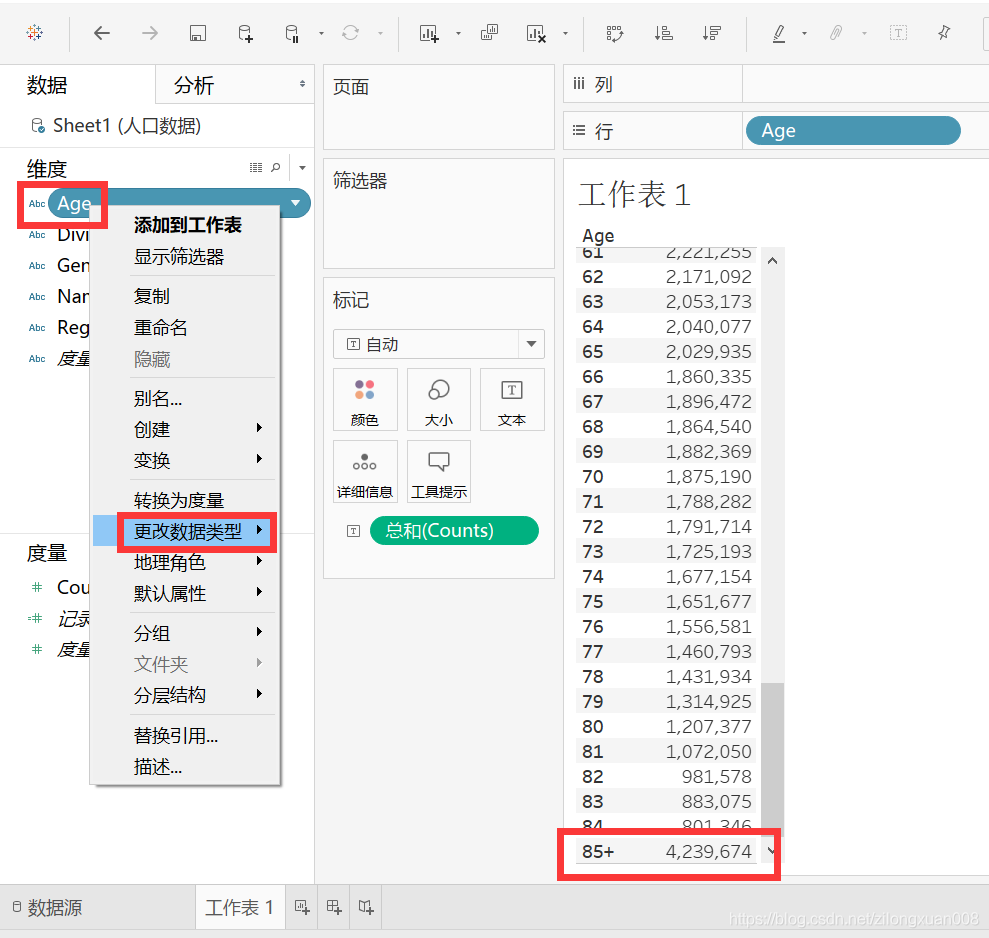 数据
分析
Sheet1 (人口数据)
维度
Abc Age
Abc Divi
Abc Gen
Abc Nar
Abc Reg
Abc 度量
度量
Cou
记录
度量
添加到工作表
显示筛选器
复制
重命名
隐藏
别名...
创建
变换
转换为度量
更改数据类型
地理角色
默认属性
分组
文件夹
分层结构
替换引用...
描述...
页面
筛选器
标记
自动
颜色
大小
文本
详细信息
工具提示
总和(Counts)
列
行
Age
工作表 1
Age
61 2,221,255
62 2,171,092
63 2,053,173
64 2,040,077
65 2,029,935
66 1,860,335
67 1,896,472
68 1,864,540
69 1,882,369
70 1,875,190
71 1,788,282
72 1,791,714
73 1,725,193
74 1,677,154
75 1,651,677
76 1,556,581
77 1,460,793
78 1,431,934
79 1,314,925
80 1,207,377
81 1,072,050
82 981,578
83 883,075
84 801,346
85+ 4,239,674
数据源
工作表 1
https://blog.csdn.net/zilongxuan008